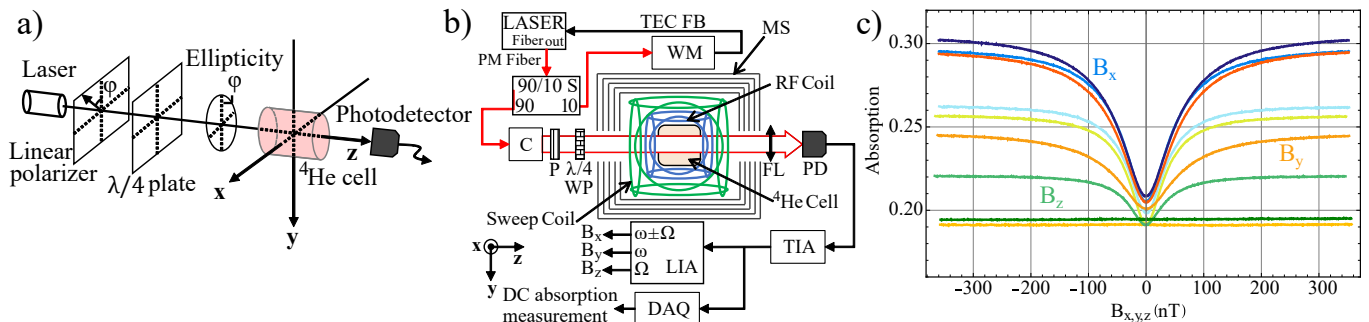 a)
Laser
φ
Ellipticity
φ
Photodetector
Linear
polarizer
λ/4 plate
x
⁴He cell
z
y
b)
LASER
Fiber out
TEC FB
MS
PM Fiber
WM
90/10 S
90 10
RF Coil
C
P
λ/4
WP
FL
PD
Sweep Coil
⁴He Cell
x
z
y
Bx
By
Bz
ω±Ω
ω
Ω
LIA
TIA
DC absorption
measurement
DAQ
c)
Absorption
0.30
0.25
0.20
Bx
By
Bz
-300 -200 -100 0 100 200 300
Bx,y,z (nT)